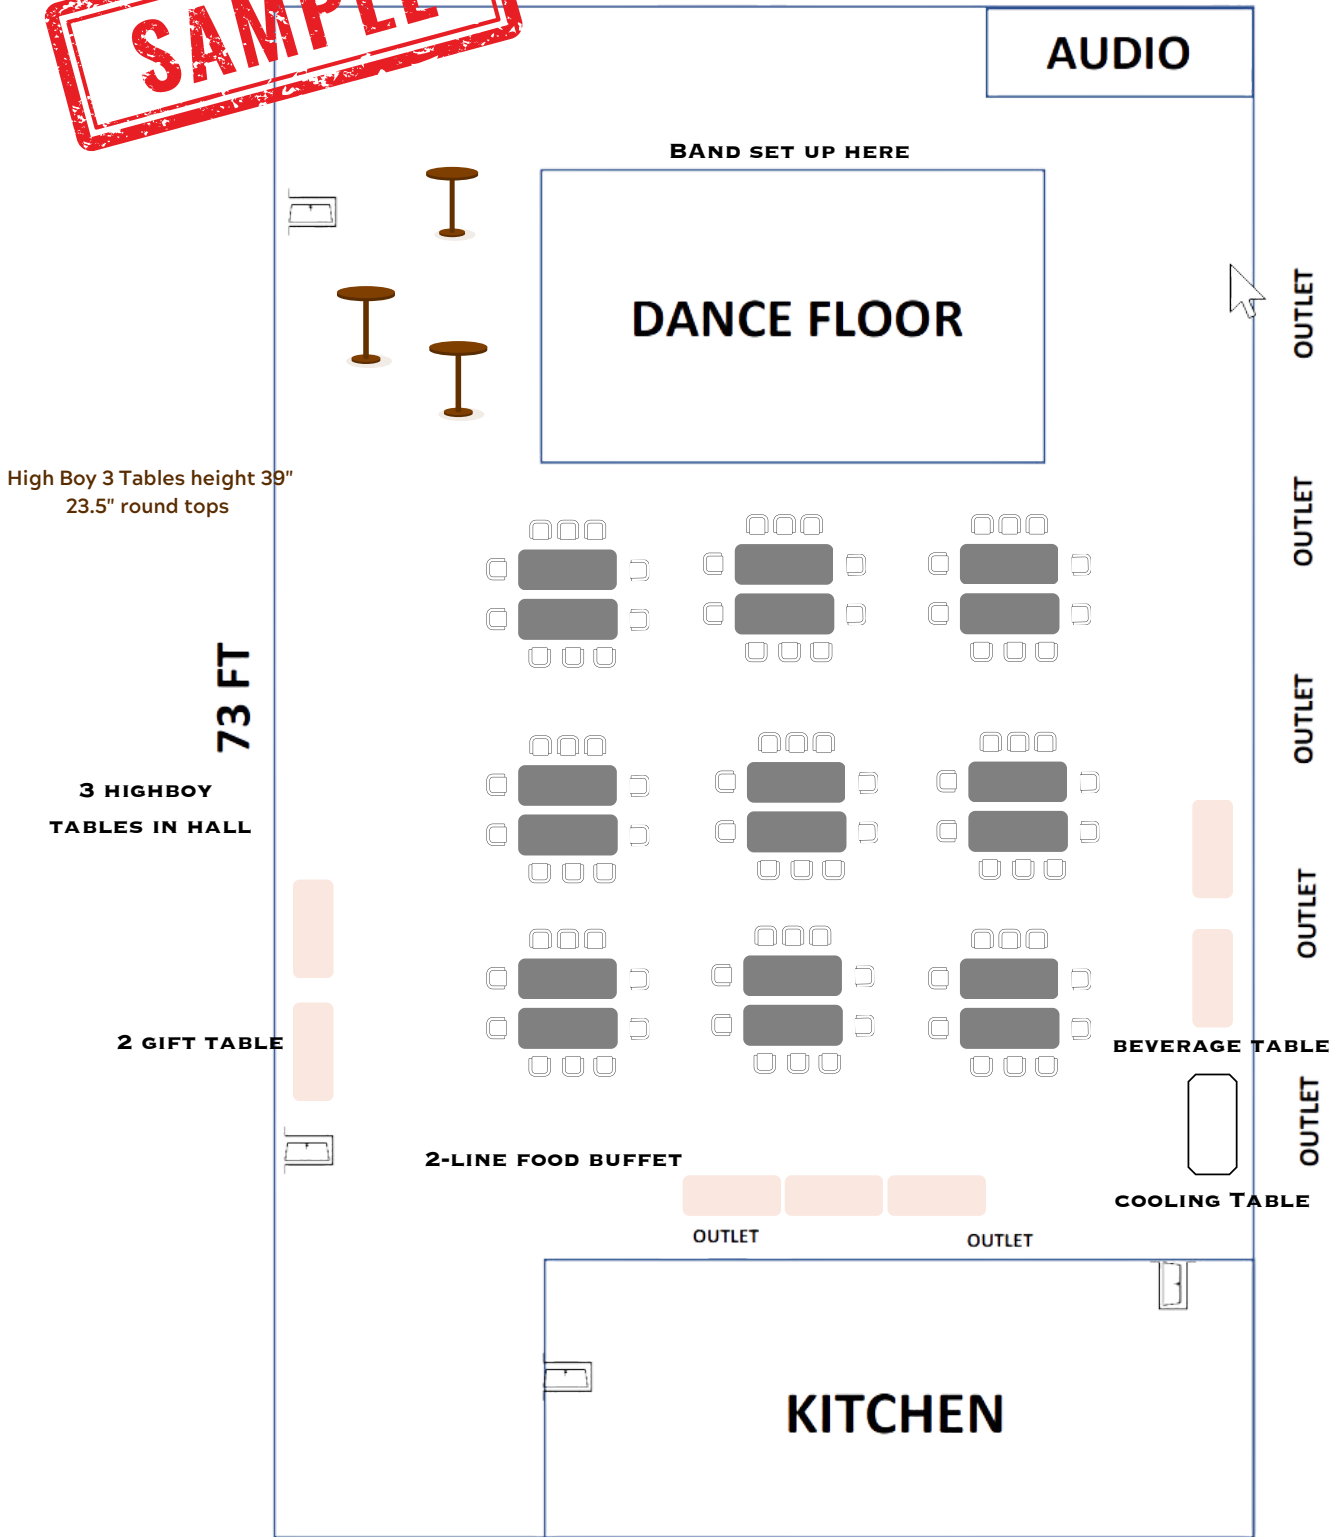 SAMPLE
AUDIO
BAND SET UP HERE
DANCE FLOOR
OUTLET
High Boy 3 Tables height 39"
23.5" round tops
OUTLET
73 FT
OUTLET
3 HIGHBOY
TABLES IN HALL
OUTLET
2 GIFT TABLE
BEVERAGE TABLE
OUTLET
2-LINE FOOD BUFFET
COOLING TABLE
OUTLET
OUTLET
KITCHEN